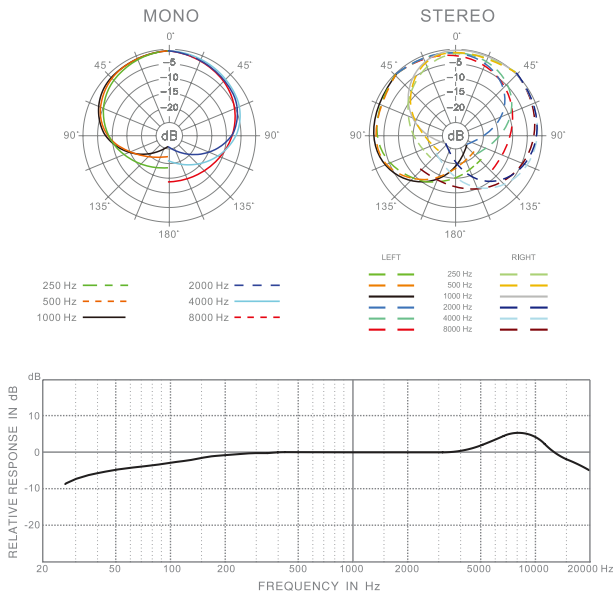 MONO
STEREO
0°
0°
45°
-5
45°
45°
-5
45°
-10
-10
-15
-15
-20
-20
90°
dB
90°
90°
dB
90°
135°
135°
135°
135°
180°
180°
LEFT
RIGHT
250 Hz
2000 Hz
500 Hz
4000 Hz
1000 Hz
8000 Hz
250 Hz
500 Hz
1000 Hz
2000 Hz
4000 Hz
8000 Hz
dB
RELATIVE RESPONSE IN dB
10
0
-10
-20
20
50
100
200
500
1000
2000
5000
10000
20000 Hz
FREQUENCY IN Hz